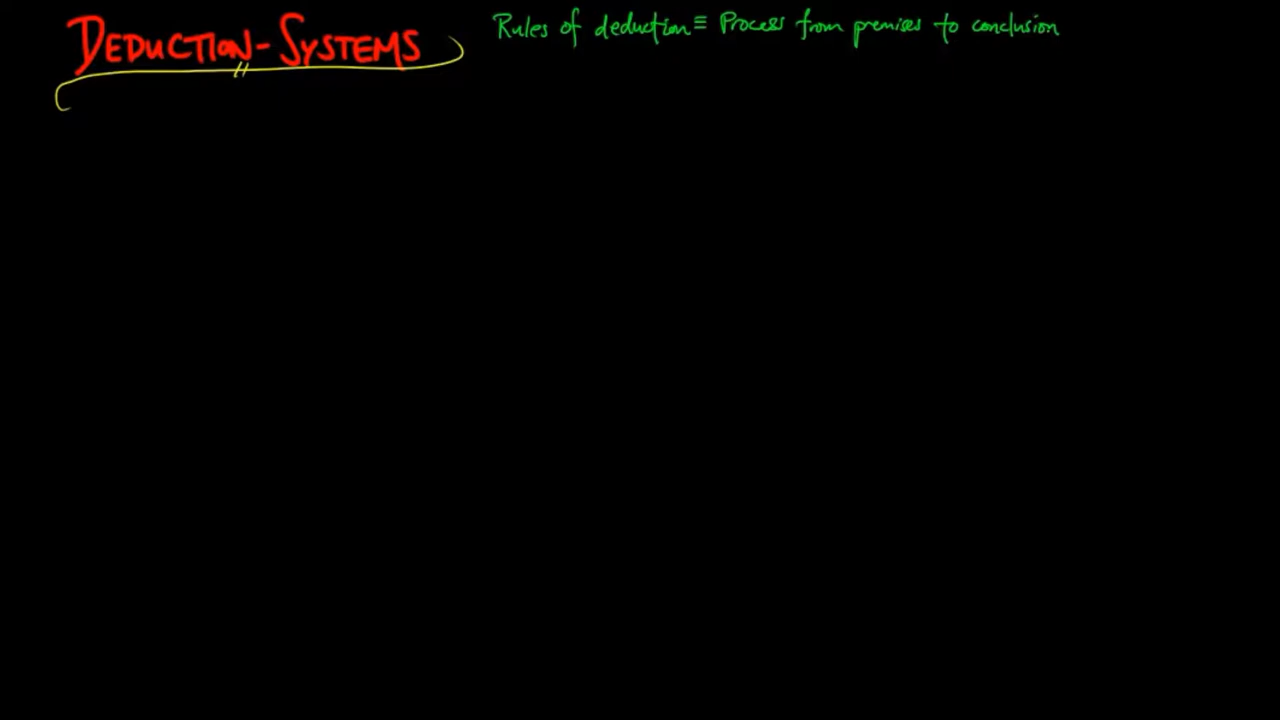 DEDUCTION-SYSTEMS
Rules of deduction ≡ Process from premises to conclusion